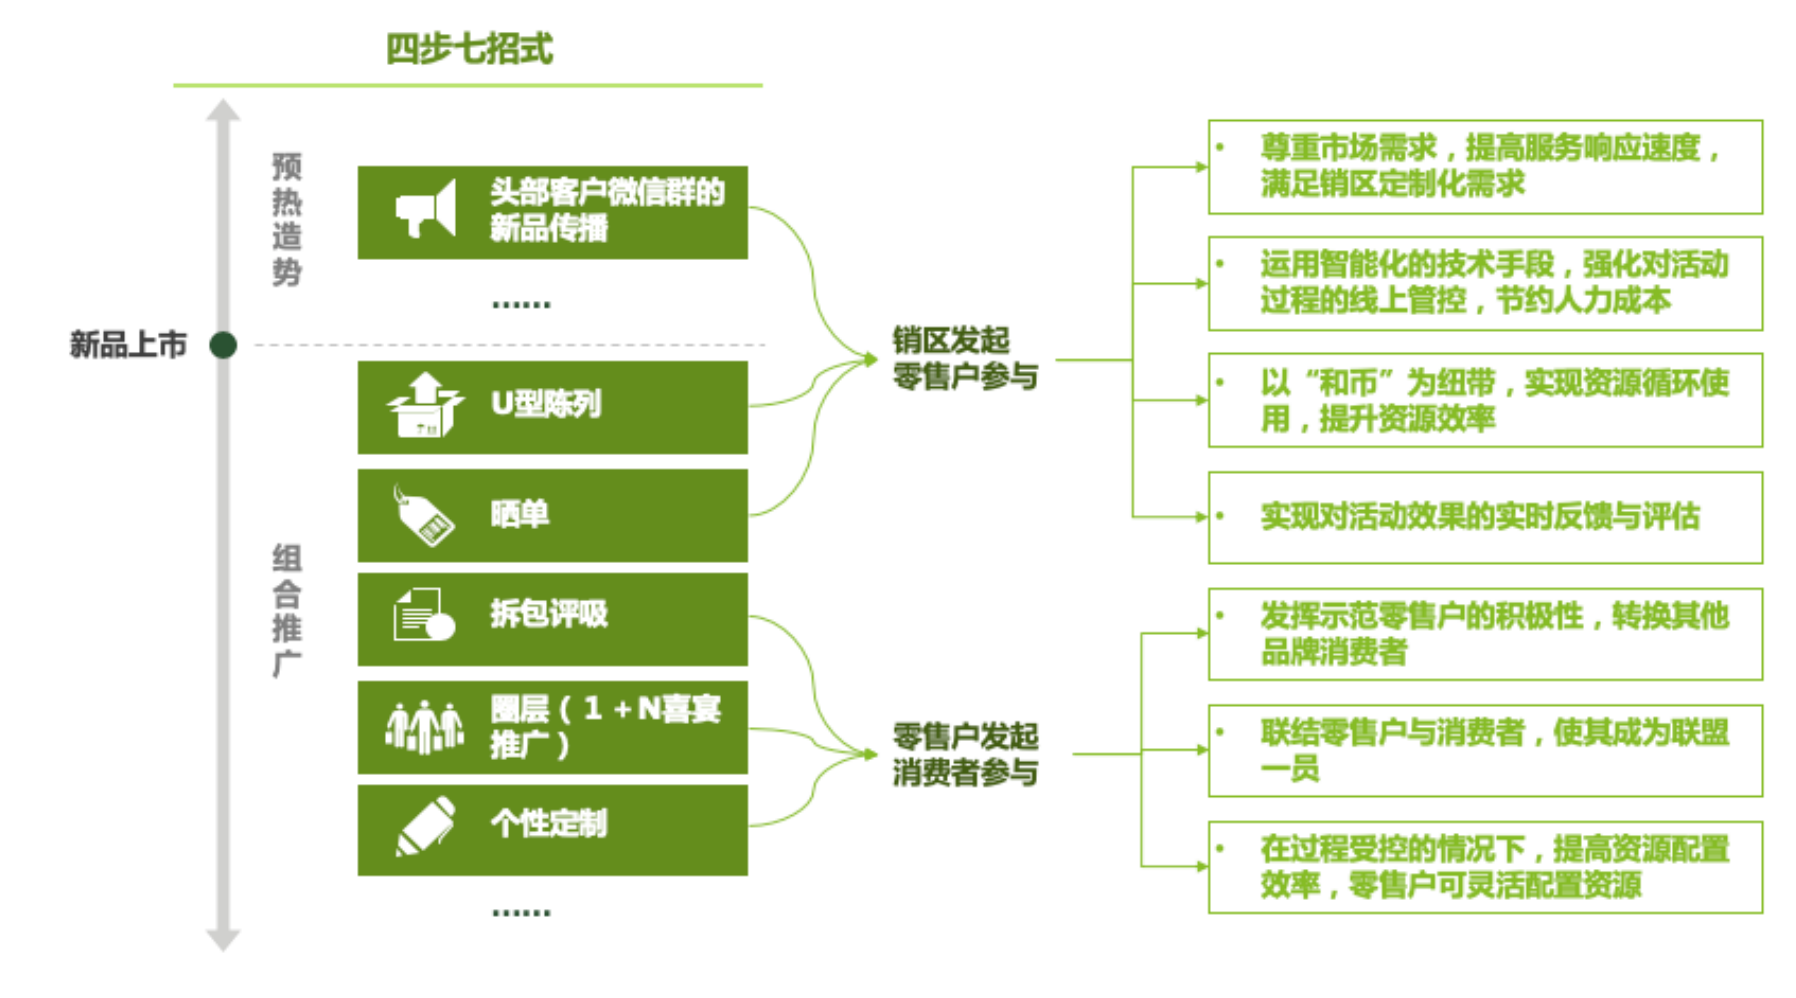 四步七招式
预
热
造
势
头部客户微信群的
新品传播
......
新品上市
组
合
推
广
U型陈列
晒单
拆包评吸
圈层（1+N喜宴
推广）
个性定制
......
销区发起
零售户参与
零售户发起
消费者参与
• 尊重市场需求，提高服务响应速度，
满足销区定制化需求
• 运用智能化的技术手段，强化对活动
过程的线上管控，节约人力成本
• 以“和币”为纽带，实现资源循环使
用，提升资源效率
• 实现对活动效果的实时反馈与评估
• 发挥示范零售户的积极性，转换其他
品牌消费者
• 联结零售户与消费者，使其成为联盟
一员
• 在过程受控的情况下，提高资源配置
效率，零售户可灵活配置资源